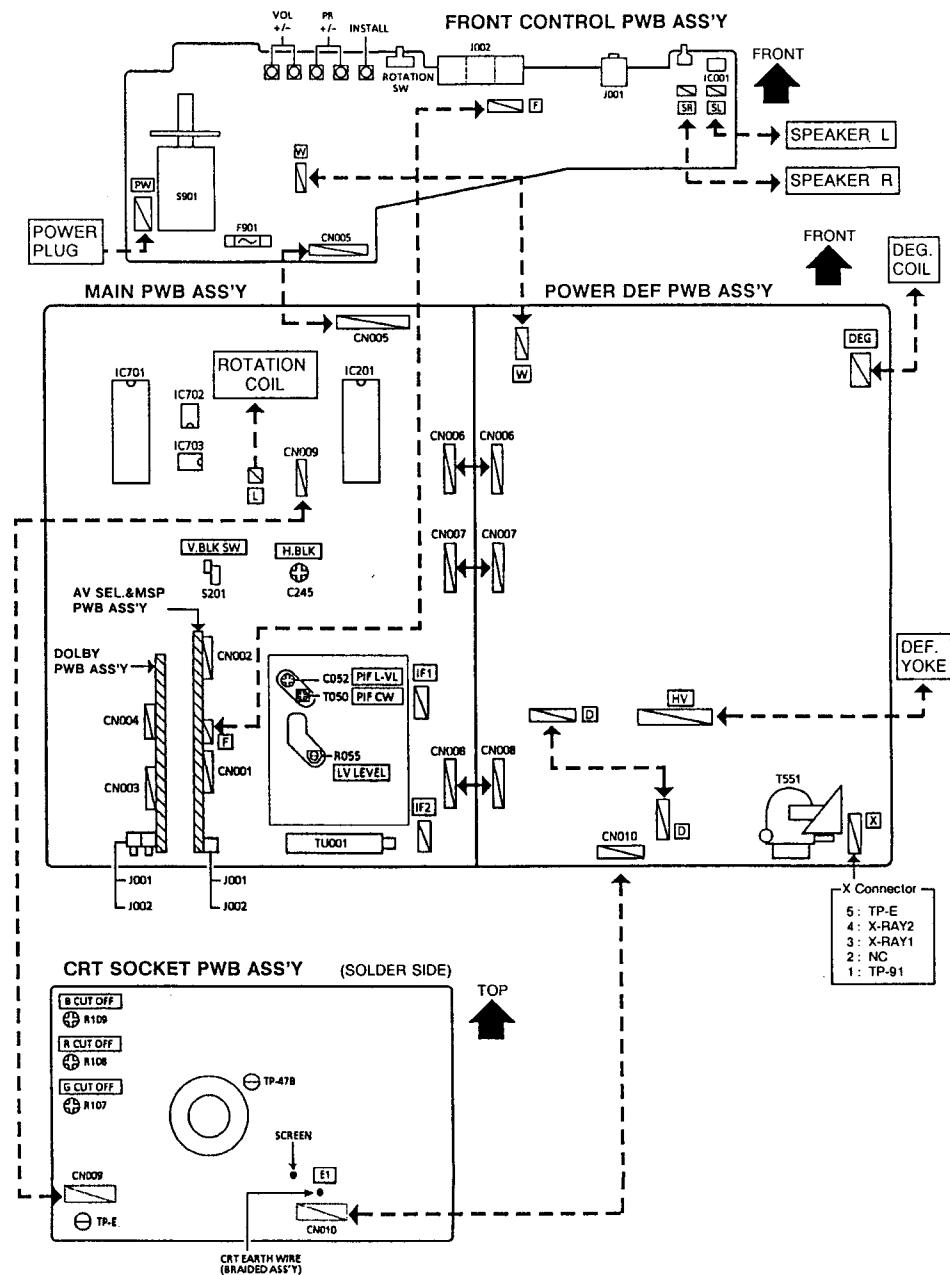 FRONT CONTROL PWB ASS'Y
VOL
+/-
PR
+/-
INSTALL
ROTATION
SW
J002
J001
IC001
FRONT
F
SR
SL
SPEAKER L
SPEAKER R
W
PW
S901
F901
CN005
POWER
PLUG
FRONT
DEG.
COIL
MAIN PWB ASS'Y
POWER DEF PWB ASS'Y
CN005
W
DEG
IC701
IC702
IC703
ROTATION
COIL
IC201
L
CN009
CN006
CN006
CN007
CN007
V.BLK SW
S201
H.BLK
C245
AV SEL.&MSP
PWB ASS'Y
DOLBY
PWB ASS'Y
CN002
CN004
F
CN001
CN003
C052
PIF L-VL
T050
PIF CW
R055
LV LEVEL
IF1
IF2
CN008
CN008
TU001
J001
J002
J001
J002
DEF.
YOKE
D
HV
D
CN010
T551
X
X Connector
5 : TP-E
4 : X-RAY2
3 : X-RAY1
2 : NC
1 : TP-91
CRT SOCKET PWB ASS'Y
(SOLDER SIDE)
TOP
B CUT OFF
R109
R CUT OFF
R108
G CUT OFF
R107
TP-47B
SCREEN
E1
CN009
TP-E
CN010
CRT EARTH WIRE
(BRAIDED ASS'Y)